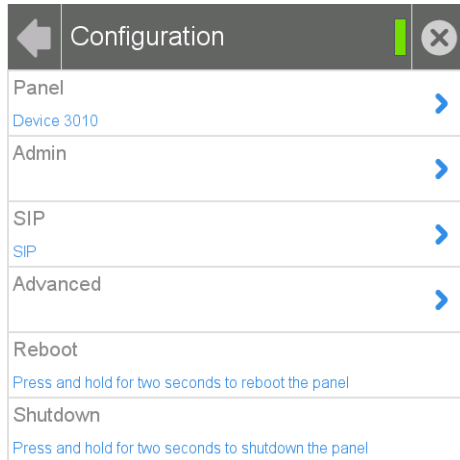 Configuration
Panel
Device 3010
Admin
SIP
SIP
Advanced
Reboot
Press and hold for two seconds to reboot the panel
Shutdown
Press and hold for two seconds to shutdown the panel